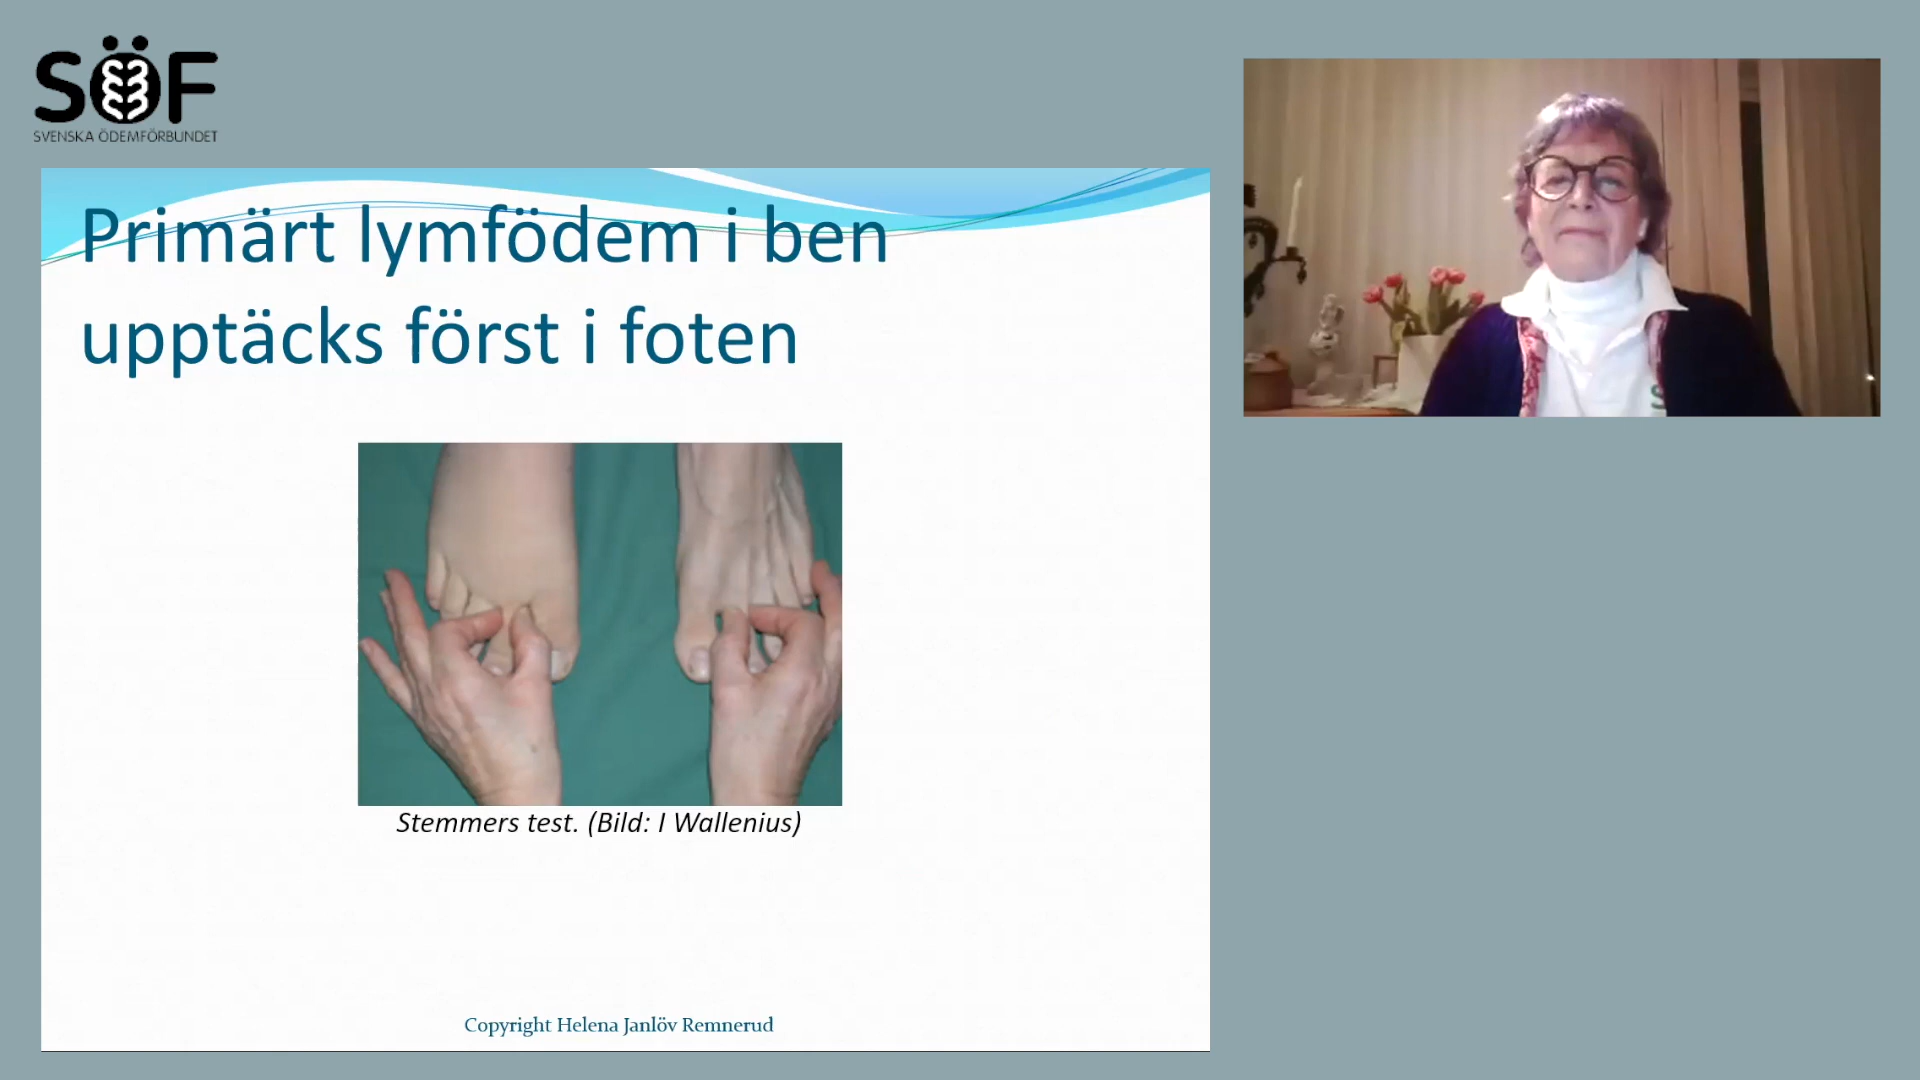 SÖF
SVENSKA ÖDEMFÖRBUNDET
Primärt lymfödem i ben
upptäcks först i foten
Stemmers test. (Bild: I Wallenius)
Copyright Helena Janlöv Remnerud